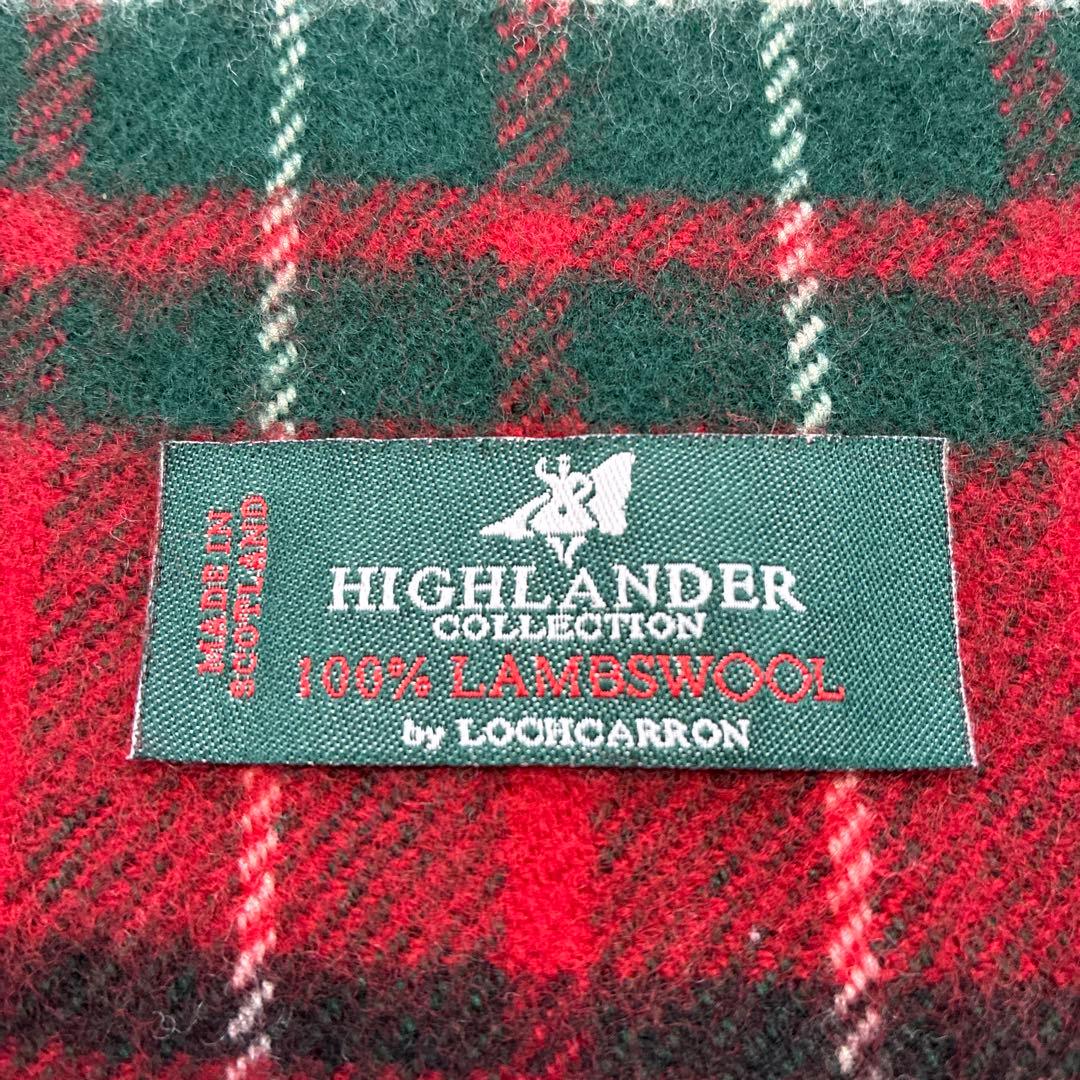 HIGHLANDER
COLLECTION
100% LAMBSWOOL
by LOCHCARRON
MADE IN
SCOTLAND